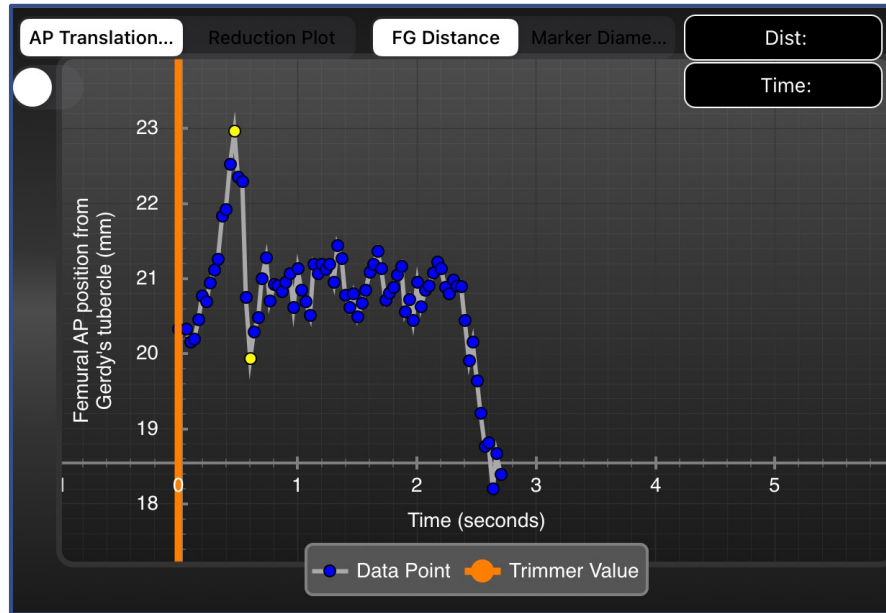 AP Translation... Reduction Plot FG Distance Marker Diame... Dist:
Time:
23
22
21
20
19
18
Femural AP position from
Gerdy's tubercle (mm)
0 1 2 3 4 5
Time (seconds)
Data Point Trimmer Value